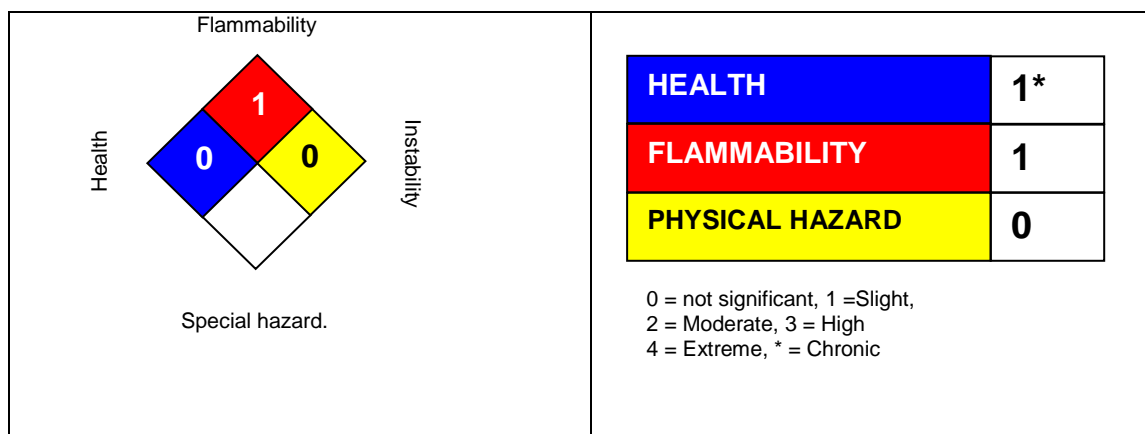 Flammability
1
Health
0
0
Instability
Special hazard.
HEALTH 1*
FLAMMABILITY 1
PHYSICAL HAZARD 0
0 = not significant, 1 =Slight,
2 = Moderate, 3 = High
4 = Extreme, * = Chronic